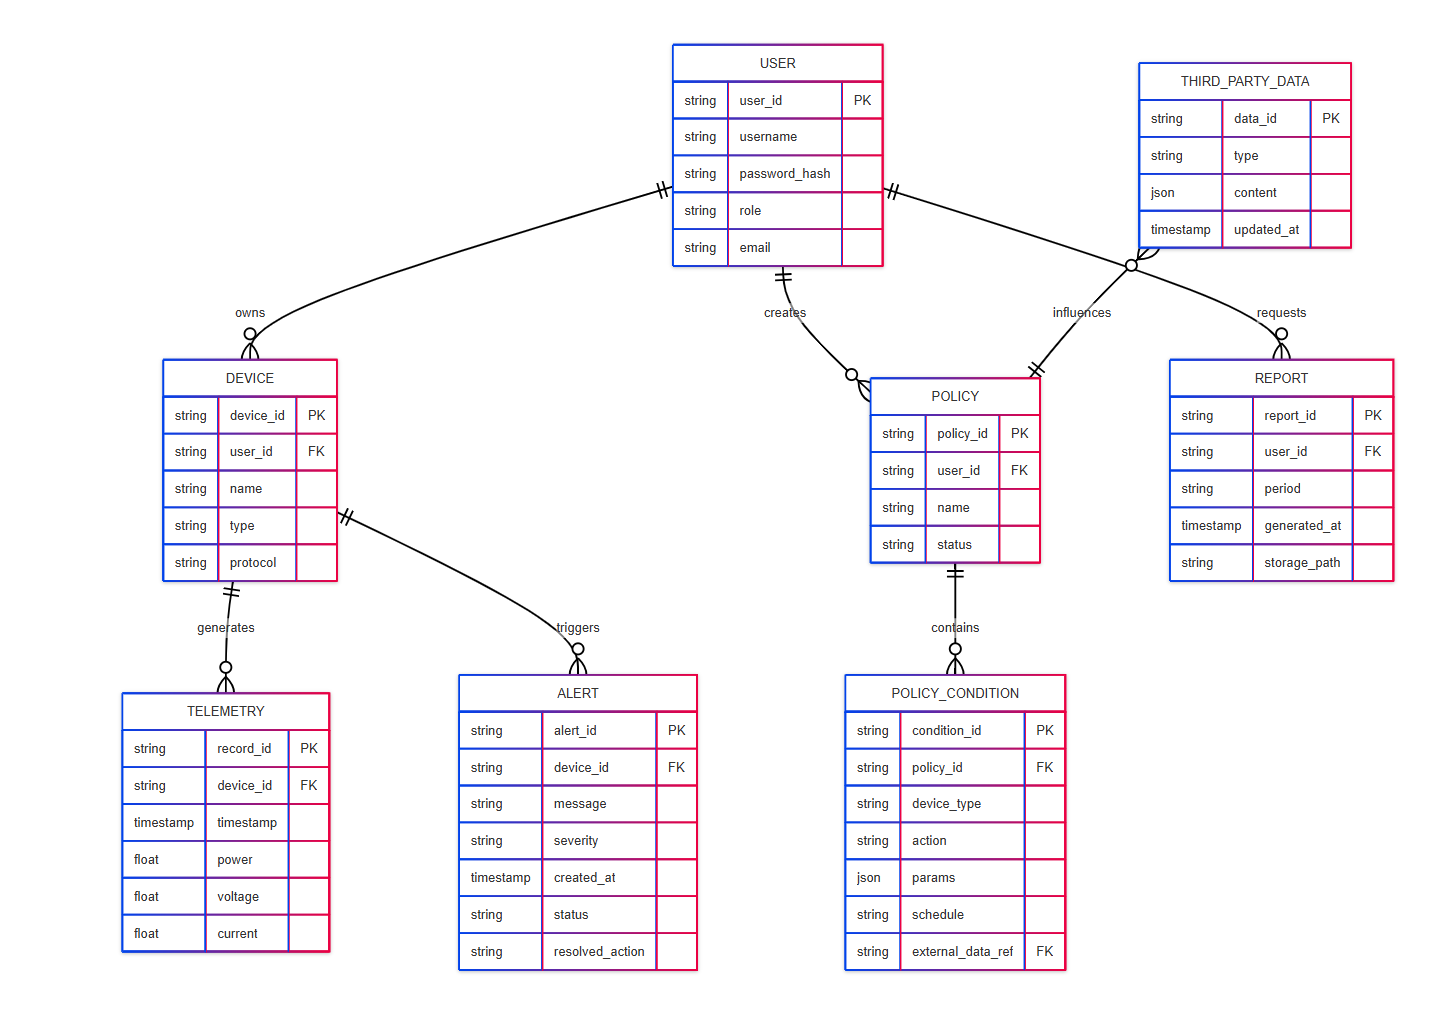 USER
string user_id PK
string username
string password_hash
string role
string email
THIRD_PARTY_DATA
string data_id PK
string type
json content
timestamp updated_at
owns
creates
influences
requests
DEVICE
string device_id PK
string user_id FK
string name
string type
string protocol
POLICY
string policy_id PK
string user_id FK
string name
string status
REPORT
string report_id PK
string user_id FK
string period
timestamp generated_at
string storage_path
generates
triggers
contains
TELEMETRY
string record_id PK
string device_id FK
timestamp timestamp
float power
float voltage
float current
ALERT
string alert_id PK
string device_id FK
string message
string severity
timestamp created_at
string status
string resolved_action
POLICY_CONDITION
string condition_id PK
string policy_id FK
string device_type
string action
json params
string schedule
string external_data_ref FK